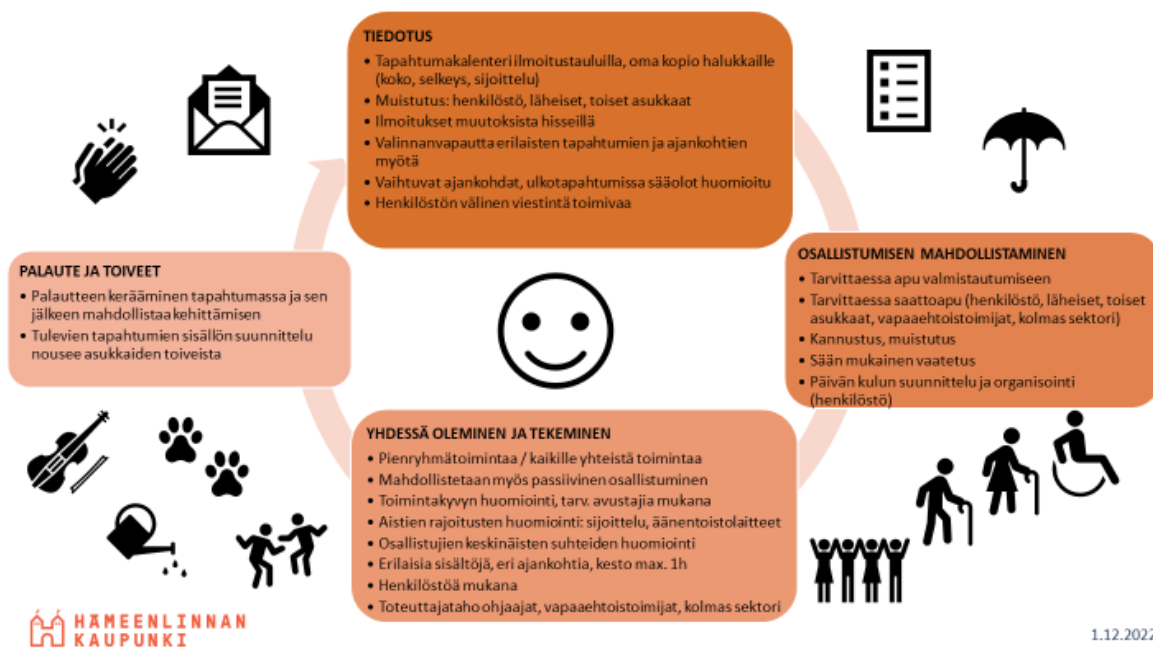 TIEDOTUS
• Tapahtumakalenteri ilmoitustauluilla, oma kopio halukkaille
(koko, selkeys, sijoittelu)
• Muistutus: henkilöstö, läheiset, toiset asukkaat
• Ilmoitukset muutoksista hisseillä
• Valinnanvapautta erilaisten tapahtumien ja ajankohtien
myötä
• Vaihtuvat ajankohdat, ulkotapahtumissa sääolot huomioitu
• Henkilöstön välinen viestintä toimivaa
OSALLISTUMISEN MAHDOLLISTAMINEN
• Tarvittaessa apu valmistautumiseen
• Tarvittaessa saattoapu (henkilöstö, läheiset, toiset
asukkaat, vapaaehtoistoimijat, kolmas sektori)
• Kannustus, muistutus
• Sään mukainen vaatetus
• Päivän kulun suunnittelu ja organisointi
(henkilöstö)
YHDESSÄ OLEMINEN JA TEKEMINEN
• Pienryhmätoimintaa / kaikille yhteistä toimintaa
• Mahdollistetaan myös passiivinen osallistuminen
• Toimintakyvyn huomiointi, tarv. avustajia mukana
• Aistien rajoitusten huomiointi: sijoittelu, äänentoistolaitteet
• Osallistujien keskinäisten suhteiden huomiointi
• Erilaisia sisältöjä, eri ajankohtia, kesto max. 1h
• Henkilöstöä mukana
• Toteuttajataho ohjaajat, vapaaehtoistoimijat, kolmas sektori
PALAUTE JA TOIVEET
• Palautteen kerääminen tapahtumassa ja sen
jälkeen mahdollistaa kehittämisen
• Tulevien tapahtumien sisällön suunnittelu
nousee asukkaiden toiveista
HÄMEENLINNAN
KAUPUNKI
1.12.2022